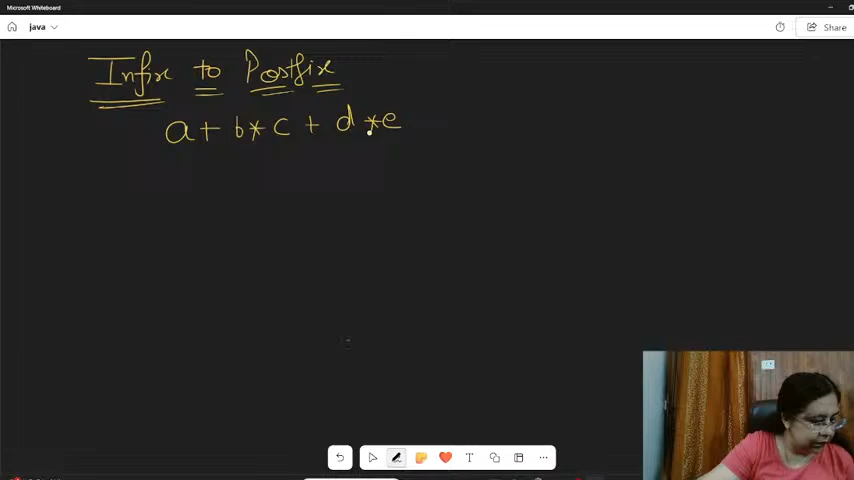 Microsoft Whiteboard
java
Share
Infix to Postfix
a + b * c + d * e
T